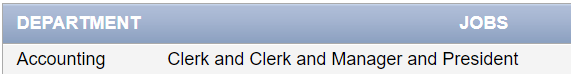 DEPARTMENT JOBS
Accounting Clerk and Clerk and Manager and President